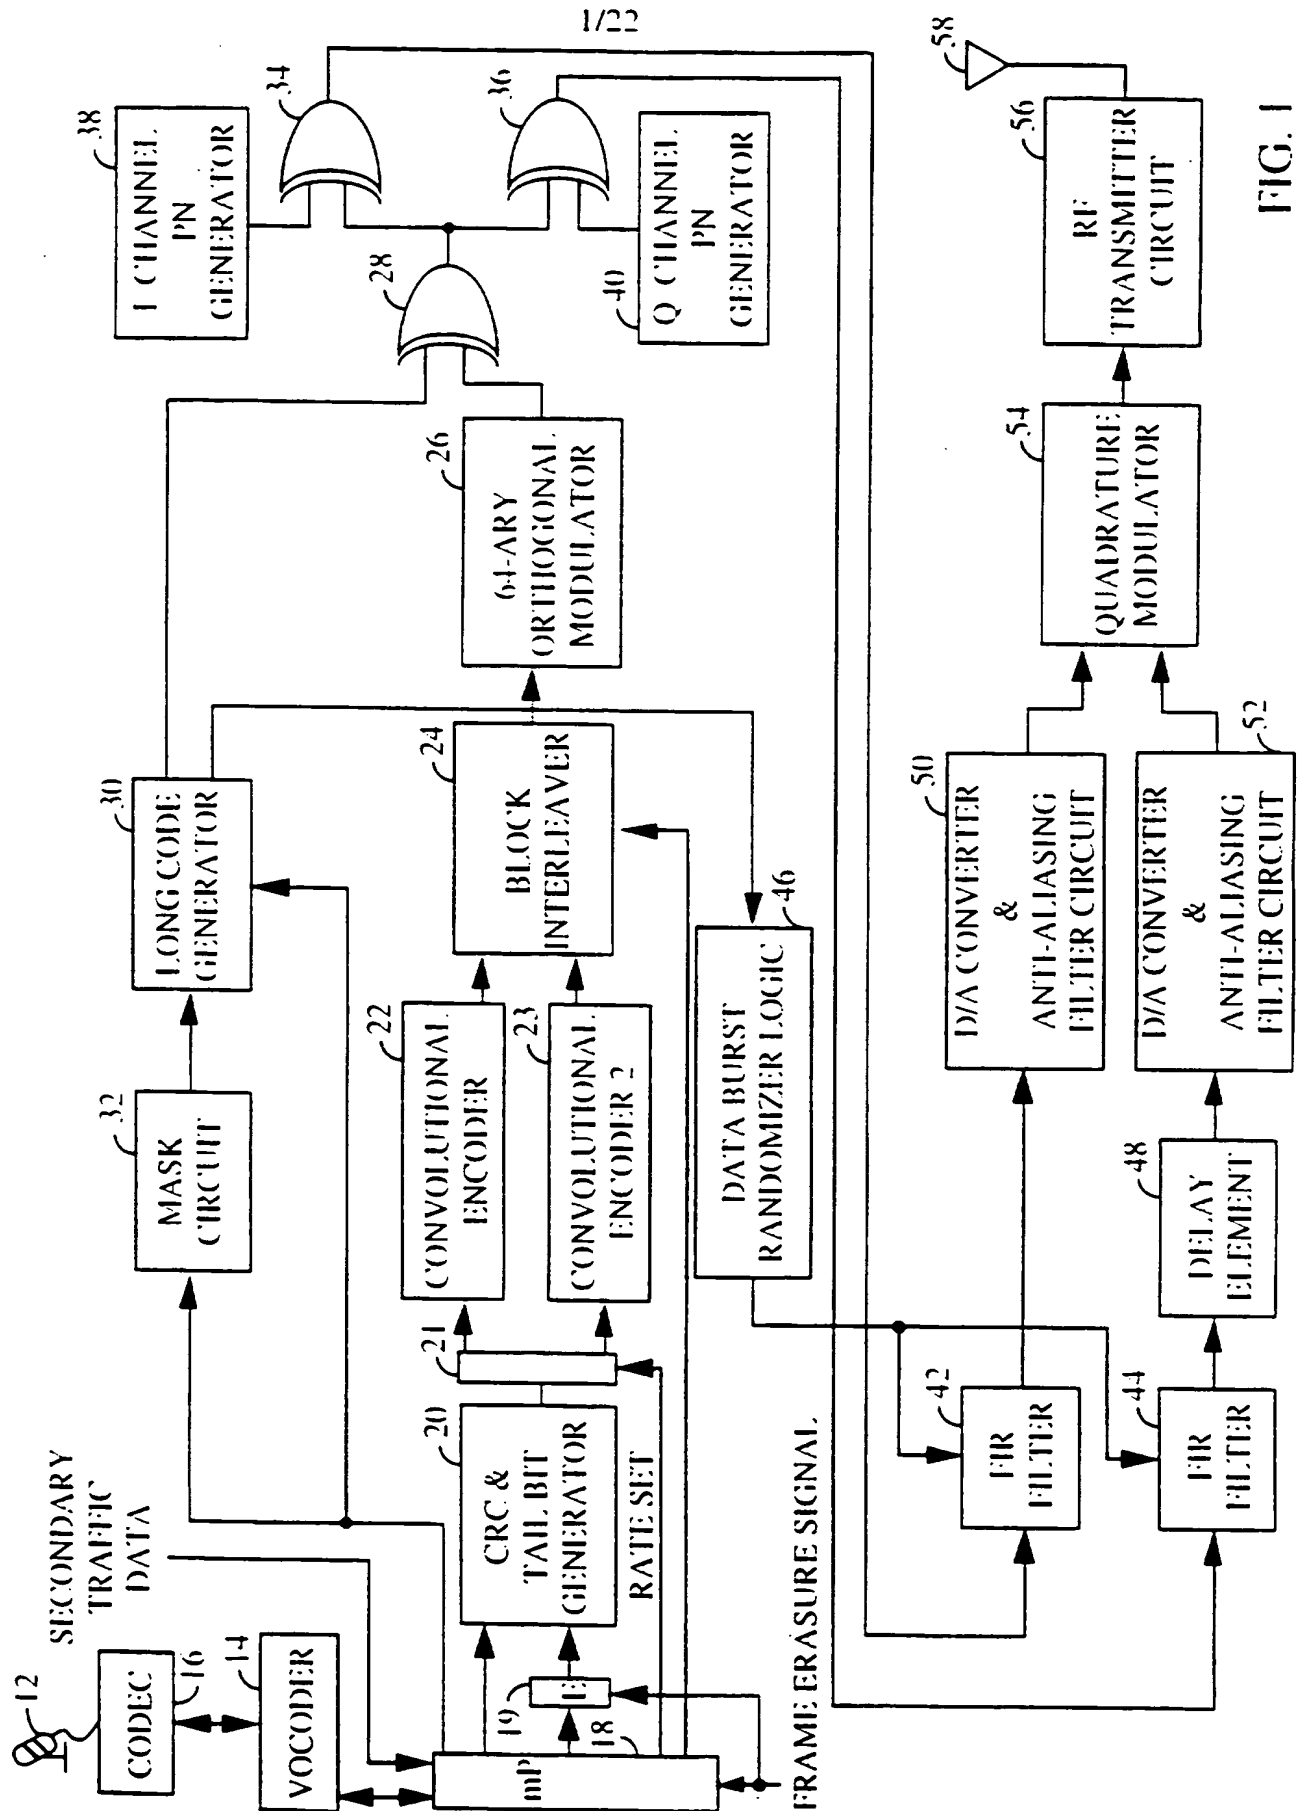 1/22
12
CODEC
16
14
VOCODER
SECONDARY
TRAFFIC
DATA
mP
18
19
E
FRAME ERASURE SIGNAL
RATE SET
20
CRC &
TAIL BIT
GENERATOR
21
32
MASK
CIRCUIT
30
LONG CODE
GENERATOR
22
CONVOLUTIONAL
ENCODER
23
CONVOLUTIONAL
ENCODER 2
24
BLOCK
INTERLEAVER
26
64-ARY
ORTHOGONAL
MODULATOR
28
38
I CHANNEL
PN
GENERATOR
34
36
40
Q CHANNEL
PN
GENERATOR
46
DATA BURST
RANDOMIZER LOGIC
42
FIR
FILTER
44
FIR
FILTER
48
DELAY
ELEMENT
50
D/A CONVERTER
&
ANTI-ALIASING
FILTER CIRCUIT
52
D/A CONVERTER
&
ANTI-ALIASING
FILTER CIRCUIT
54
QUADRATURE
MODULATOR
56
RF
TRANSMITTER
CIRCUIT
58
FIG. 1